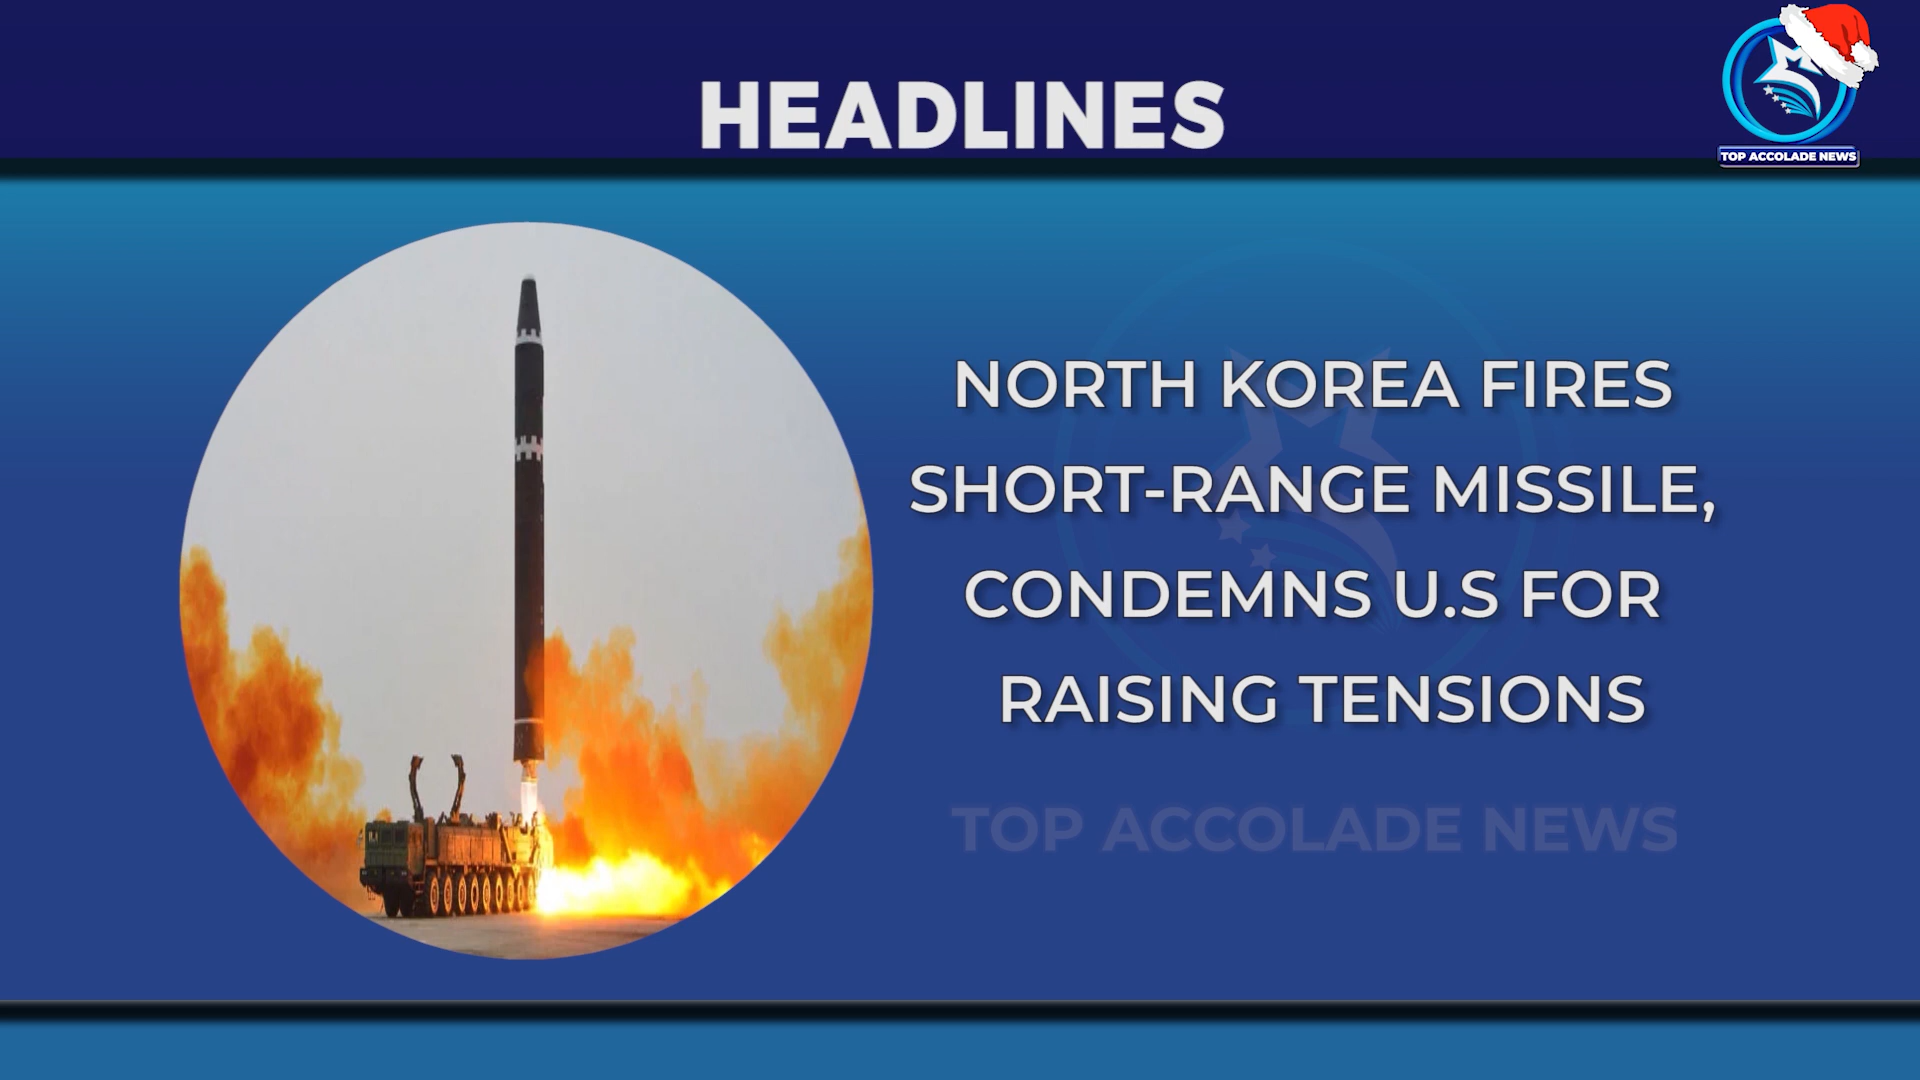 HEADLINES
TOP ACCOLADE NEWS
NORTH KOREA FIRES
SHORT-RANGE MISSILE,
CONDEMNS U.S FOR
RAISING TENSIONS
TOP ACCOLADE NEWS